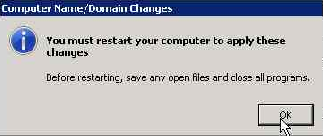 Computer Name/Domain Changes
You must restart your computer to apply these
changes
Before restarting, save any open files and close all programs.
OK